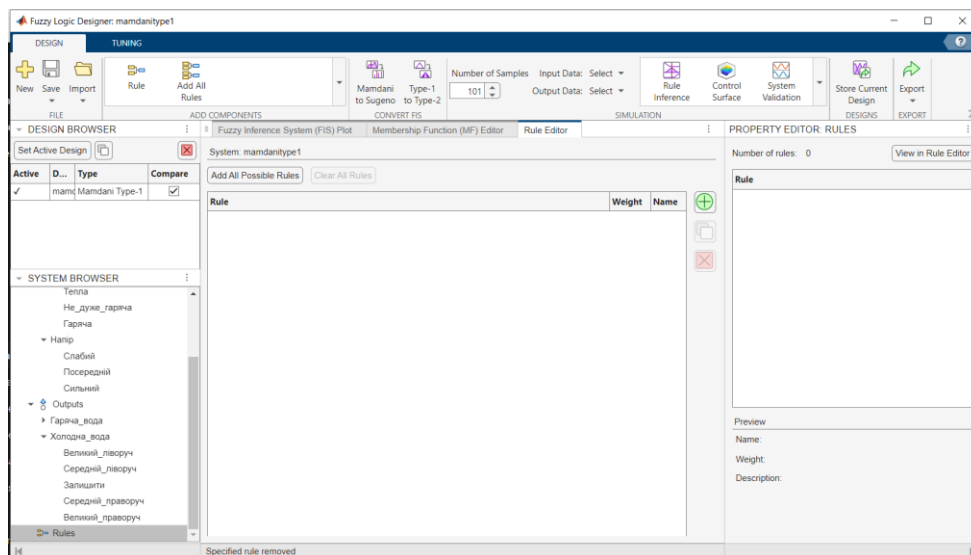 Fuzzy Logic Designer: mamdanitype1
DESIGN TUNING
New Save Import
Rule Add All Rules
Mamdani to Sugeno Type-1 to Type-2
Number of Samples Input Data: Select
101 Output Data: Select
Rule Inference Control Surface System Validation
Store Current Design Export
FILE ADD COMPONENTS CONVERT FIS SIMULATION DESIGNS EXPORT
DESIGN BROWSER
Set Active Design
Active D... Type Compare
mamd Mamdani Type-1
SYSTEM BROWSER
Тепла
Не_дуже_гаряча
Гаряча
Напір
Слабий
Посередній
Сильний
Outputs
Гаряча_вода
Холодна_вода
Великий_ліворуч
Середній_ліворуч
Залишити
Середній_праворуч
Великий_праворуч
Rules
Fuzzy Inference System (FIS) Plot Membership Function (MF) Editor Rule Editor
System: mamdanitype1
Add All Possible Rules Clear All Rules
Rule Weight Name
Specified rule removed
PROPERTY EDITOR: RULES
Number of rules: 0 View in Rule Editor
Rule
Preview
Name:
Weight:
Description: